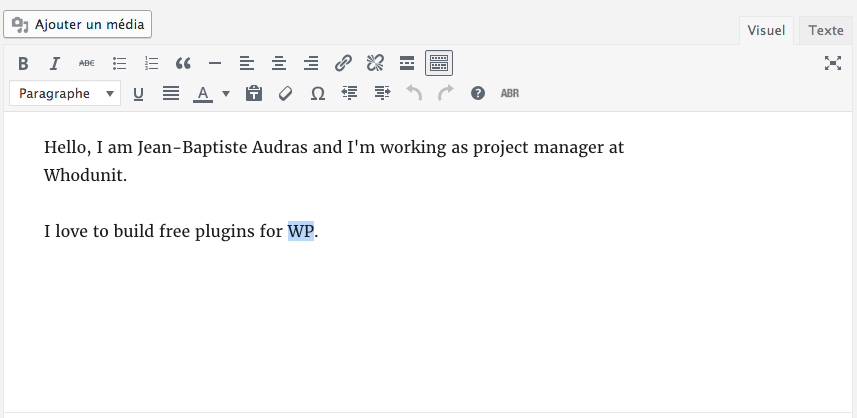 Ajouter un média
Visuel Texte
B I ABC
Paragraphe U A Ω ? ABR
Hello, I am Jean-Baptiste Audras and I'm working as project manager at
Whodunit.
I love to build free plugins for WP.